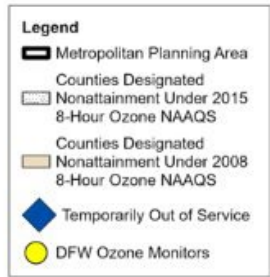 Legend
Metropolitan Planning Area
Counties Designated
Nonattainment Under 2015
8-Hour Ozone NAAQS
Counties Designated
Nonattainment Under 2008
8-Hour Ozone NAAQS
Temporarily Out of Service
DFW Ozone Monitors